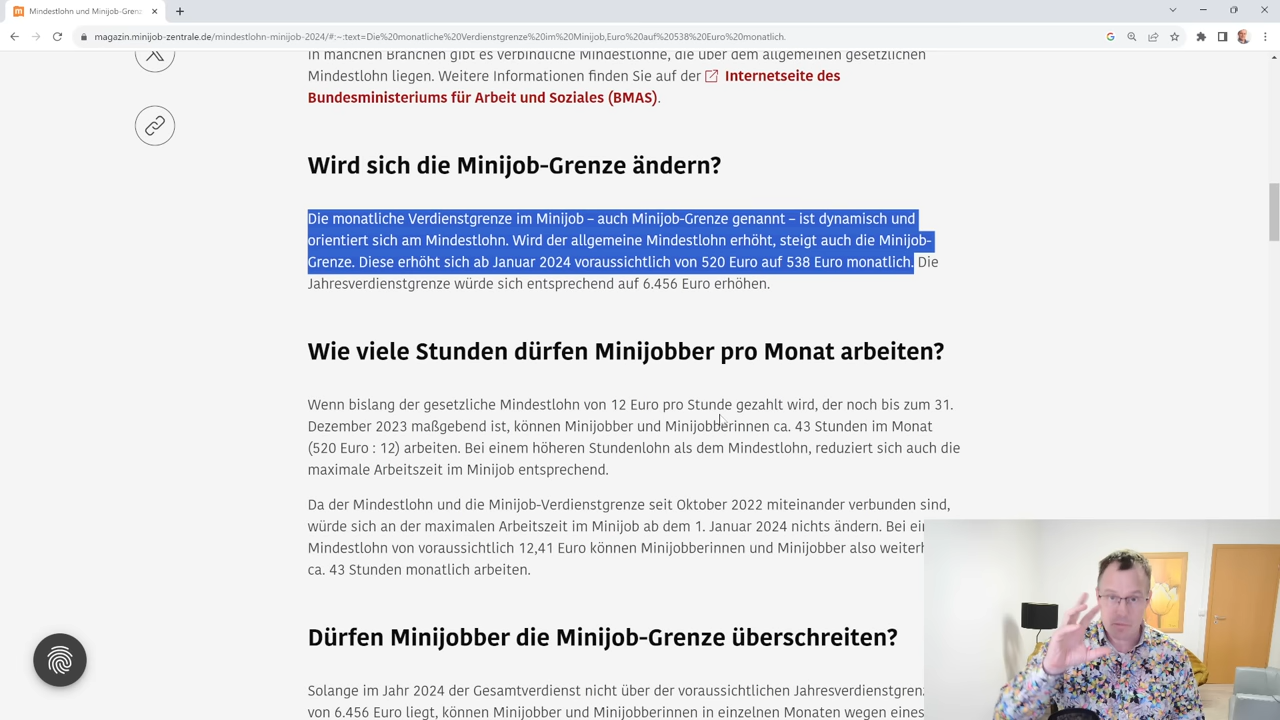 Mindestlohn und Minijob-Gren
magazin.minijob-zentrale.de/mindestlohn-minijob-2024/#:~:text=Die%20monatliche%20Verdienstgrenze%20im%20Minijob,Euro%20auf%20538%20Euro%20monatlich.
In manchen Branchen gibt es verbindliche Mindestlöhne, die über dem allgemeinen gesetzlichen
Mindestlohn liegen. Weitere Informationen finden Sie auf der Internetseite des
Bundesministeriums für Arbeit und Soziales (BMAS).
Wird sich die Minijob-Grenze ändern?
Die monatliche Verdienstgrenze im Minijob – auch Minijob-Grenze genannt – ist dynamisch und
orientiert sich am Mindestlohn. Wird der allgemeine Mindestlohn erhöht, steigt auch die Minijob-
Grenze. Diese erhöht sich ab Januar 2024 voraussichtlich von 520 Euro auf 538 Euro monatlich. Die
Jahresverdienstgrenze würde sich entsprechend auf 6.456 Euro erhöhen.
Wie viele Stunden dürfen Minijobber pro Monat arbeiten?
Wenn bislang der gesetzliche Mindestlohn von 12 Euro pro Stunde gezahlt wird, der noch bis zum 31.
Dezember 2023 maßgebend ist, können Minijobber und Minijobberinnen ca. 43 Stunden im Monat
(520 Euro : 12) arbeiten. Bei einem höheren Stundenlohn als dem Mindestlohn, reduziert sich auch die
maximale Arbeitszeit im Minijob entsprechend.
Da der Mindestlohn und die Minijob-Verdienstgrenze seit Oktober 2022 miteinander verbunden sind,
würde sich an der maximalen Arbeitszeit im Minijob ab dem 1. Januar 2024 nichts ändern. Bei ei
Mindestlohn von voraussichtlich 12,41 Euro können Minijobberinnen und Minijobber also weiterh
ca. 43 Stunden monatlich arbeiten.
Dürfen Minijobber die Minijob-Grenze überschreiten?
Solange im Jahr 2024 der Gesamtverdienst nicht über der voraussichtlichen Jahresverdienstgren
von 6.456 Euro liegt, können Minijobber und Minijobberinnen in einzelnen Monaten wegen eines